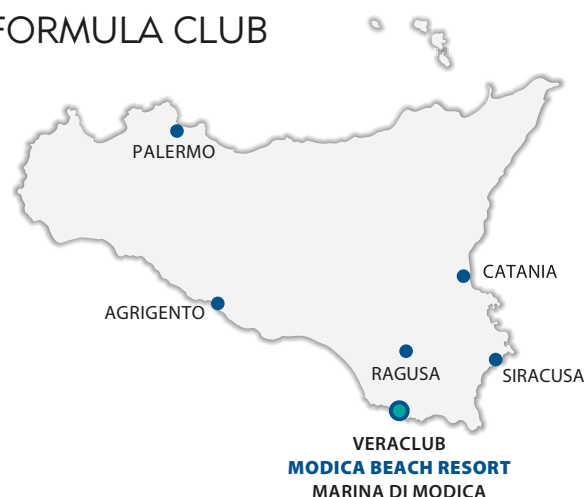 FORMULA CLUB
PALERMO
CATANIA
AGRIGENTO
RAGUSA
SIRACUSA
VERACLUB
MODICA BEACH RESORT
MARINA DI MODICA